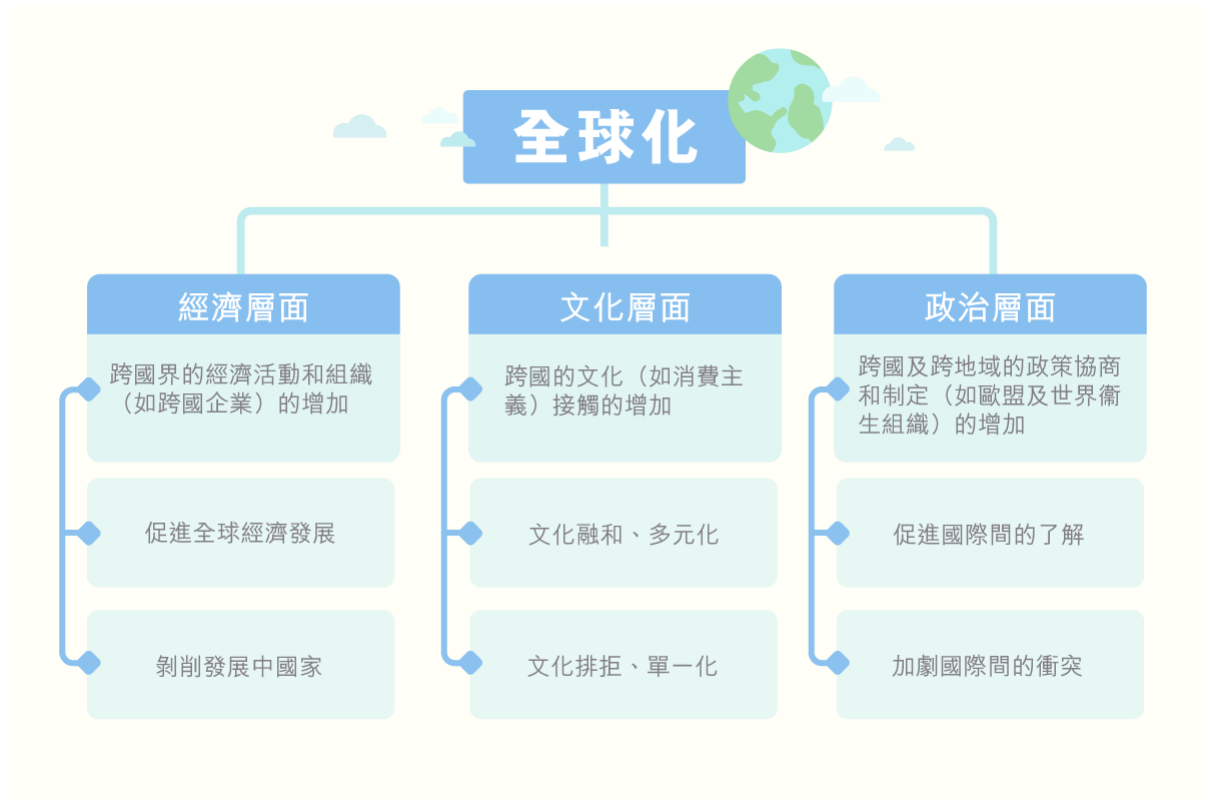 全球化
經濟層面
跨國界的經濟活動和組織
（如跨國企業）的增加
促進全球經濟發展
剝削發展中國家
文化層面
跨國的文化（如消費主
義）接觸的增加
文化融和、多元化
文化排拒、單一化
政治層面
跨國及跨地域的政策協商
和制定（如歐盟及世界衞
生組織）的增加
促進國際間的了解
加劇國際間的衝突